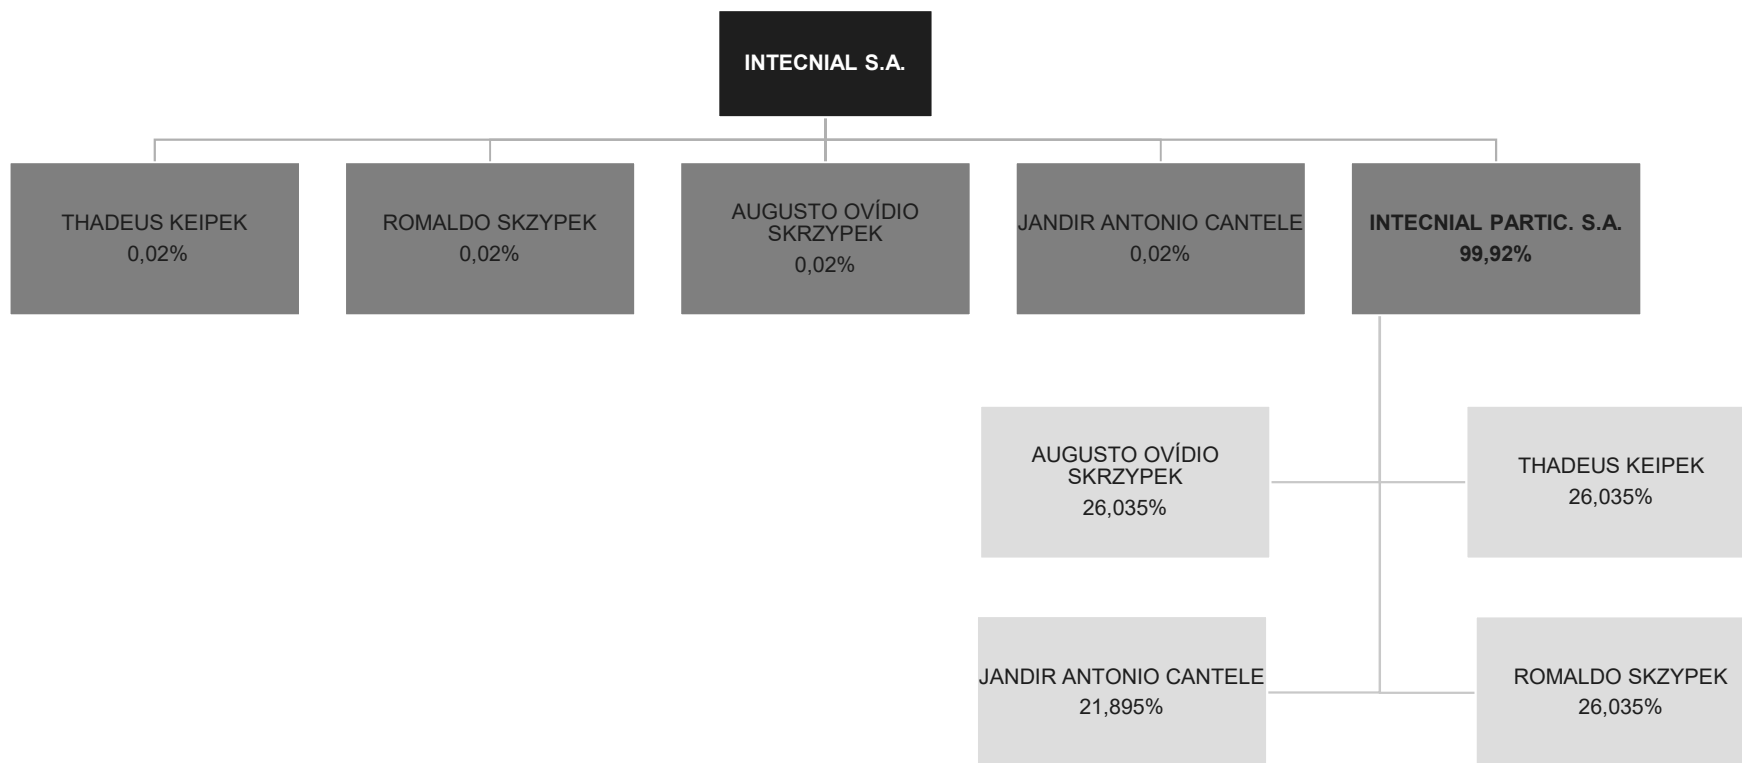 INTECNIAL S.A.
THADEUS KEIPEK
0,02%
ROMALDO SKZYPEK
0,02%
AUGUSTO OVÍDIO
SKRZYPEK
0,02%
JANDIR ANTONIO CANTELE
0,02%
INTECNIAL PARTIC. S.A.
99,92%
AUGUSTO OVÍDIO
SKRZYPEK
26,035%
THADEUS KEIPEK
26,035%
JANDIR ANTONIO CANTELE
21,895%
ROMALDO SKZYPEK
26,035%